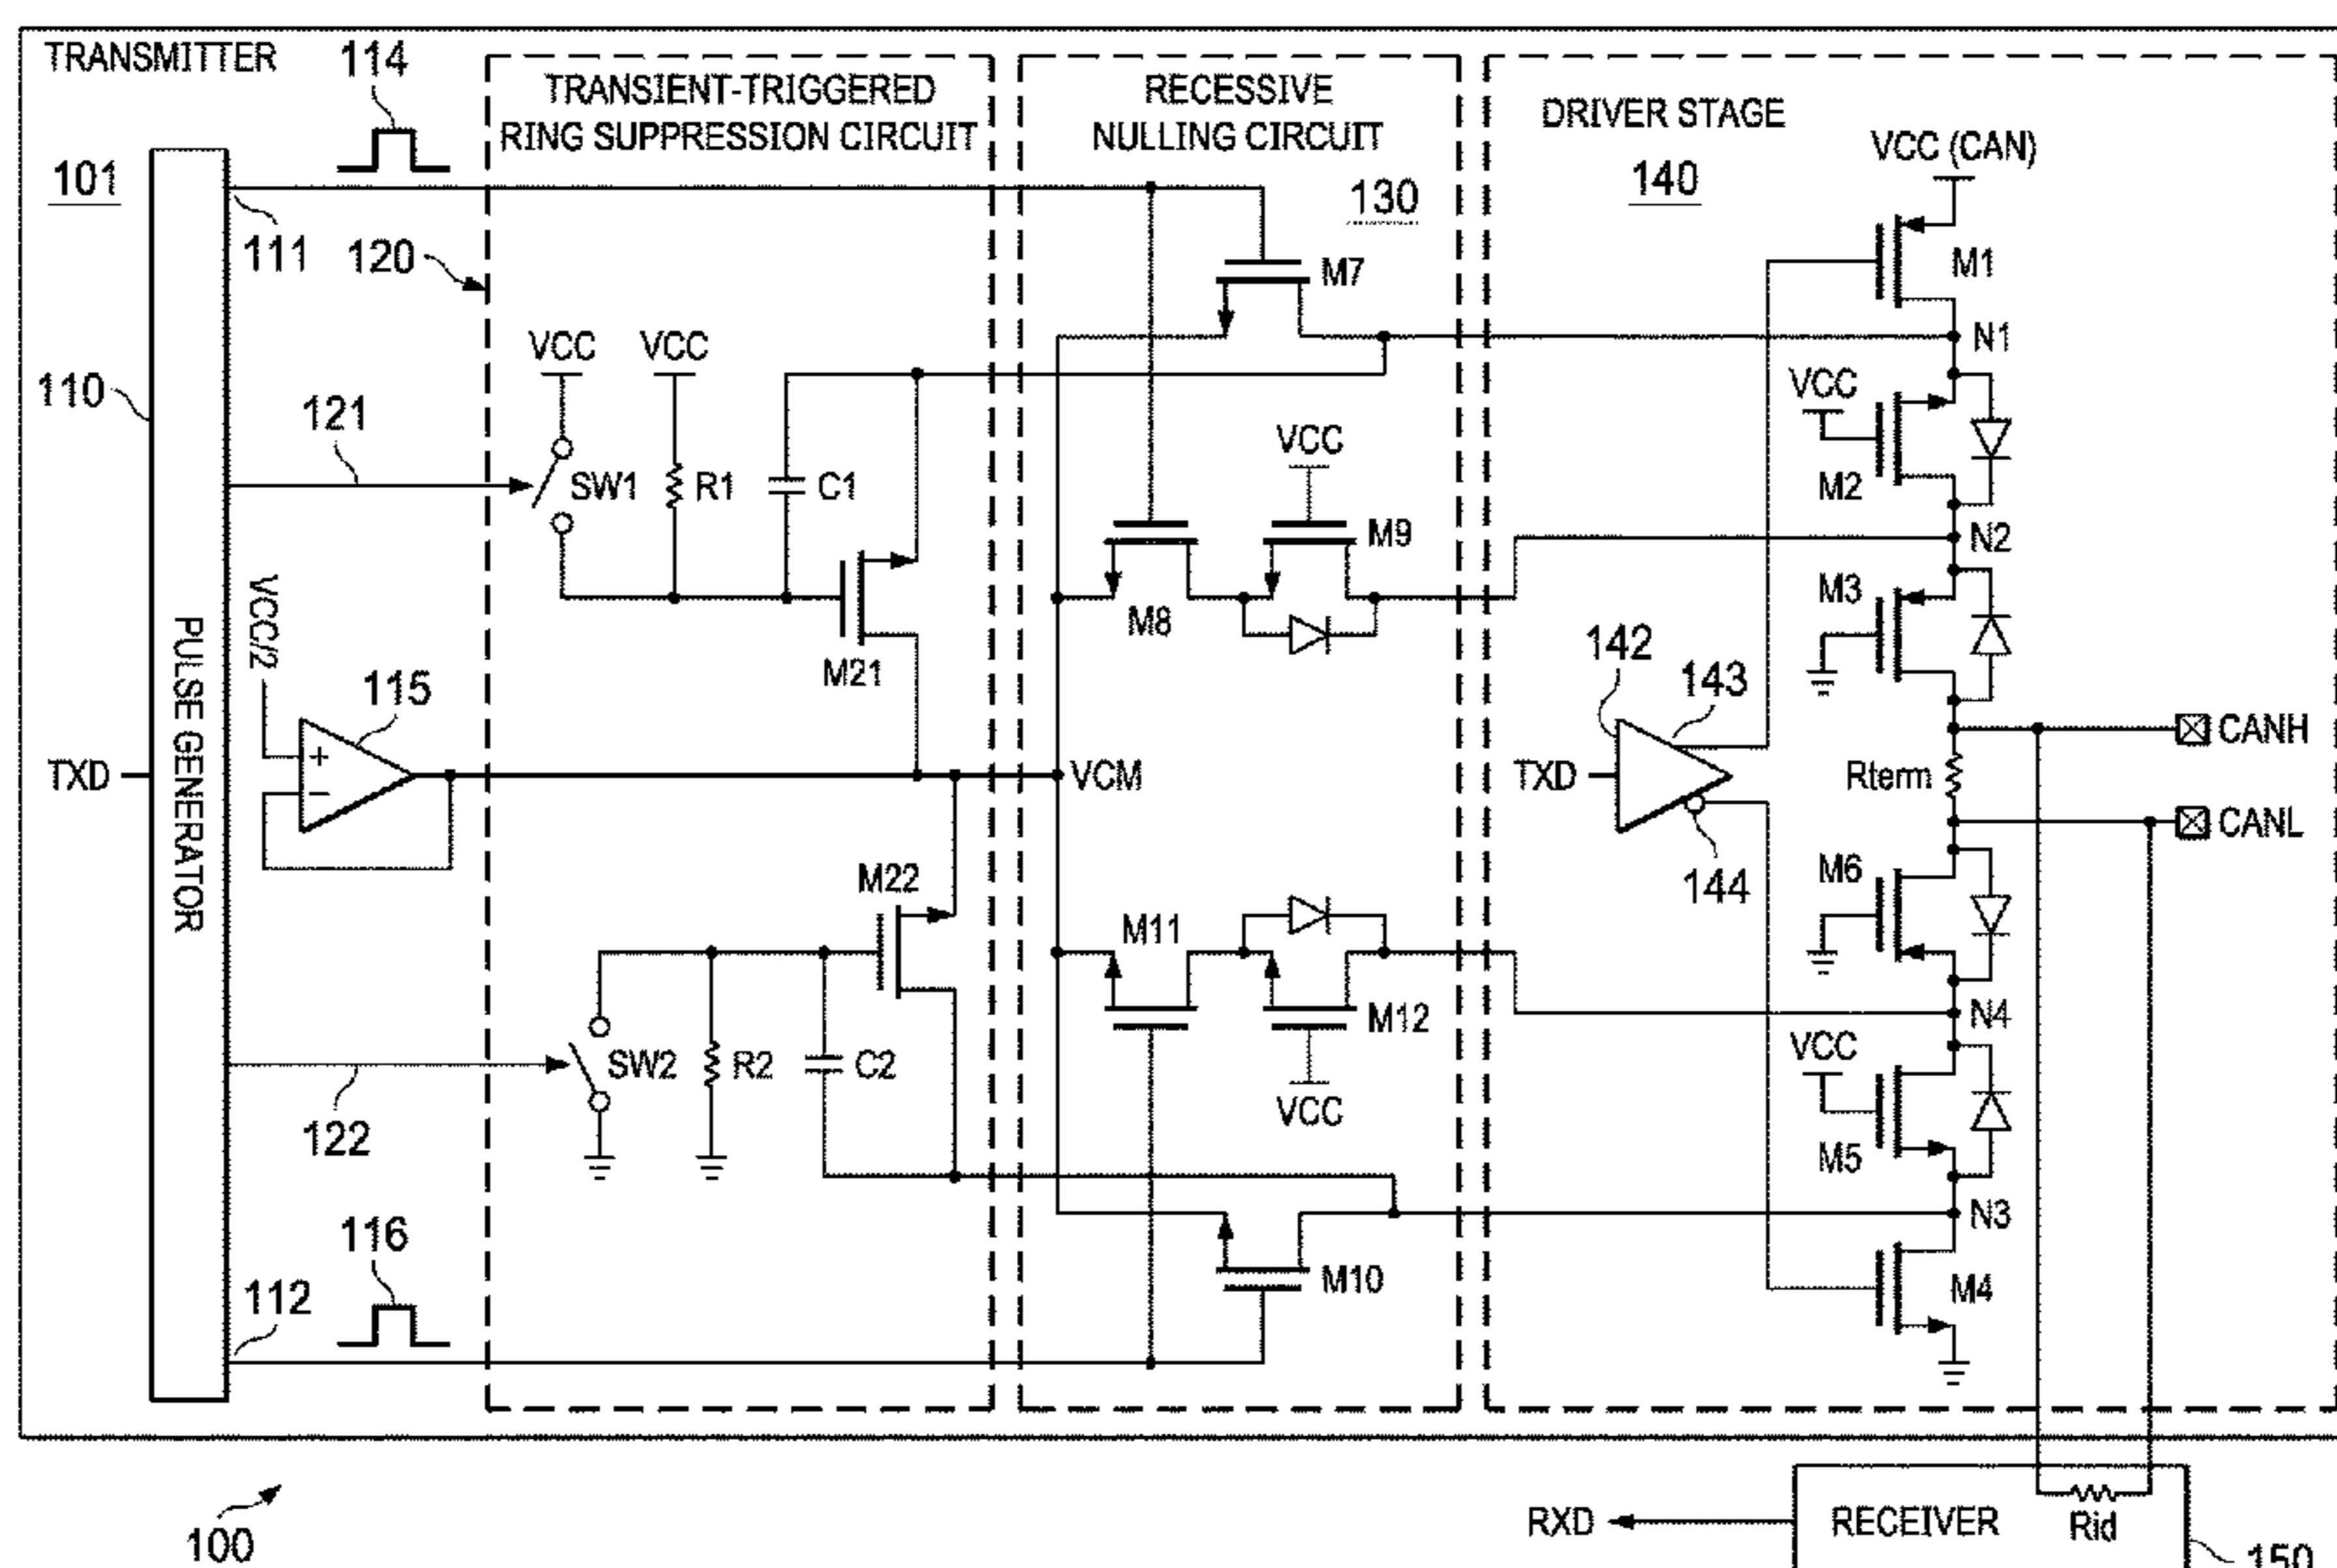 TRANSMITTER
114
TRANSIENT-TRIGGERED
RING SUPPRESSION CIRCUIT
RECESSIVE
NULLING CIRCUIT
DRIVER STAGE
VCC (CAN)
101
130
140
111
120
M7
M1
N1
VCC
VCC
110
121
SW1
R1
C1
VCC
M9
VCC
M2
N2
M8
M3
M21
VCC/2
115
PULSE GENERATOR
TXD
VCM
142
143
TXD
144
Rterm
CANH
CANL
M22
M11
M12
M6
N4
SW2
R2
C2
VCC
VCC
M5
122
N3
116
112
M10
M4
100
RXD
RECEIVER
Rid
150